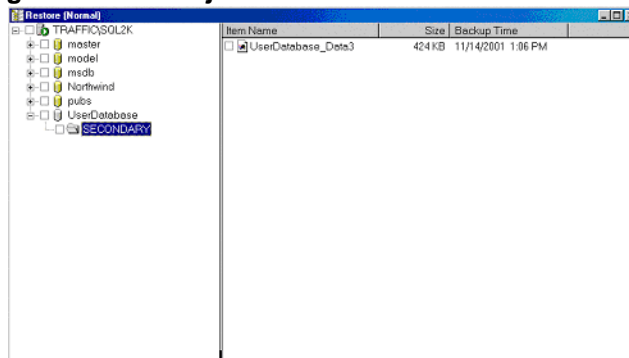 Restore [Normal]
TRAFFIC\SQL2K
master
model
msdb
Northwind
pubs
UserDatabase
SECONDARY
Item Name Size Backup Time
UserDatabase_Data3 424 KB 11/14/2001 1:06 PM